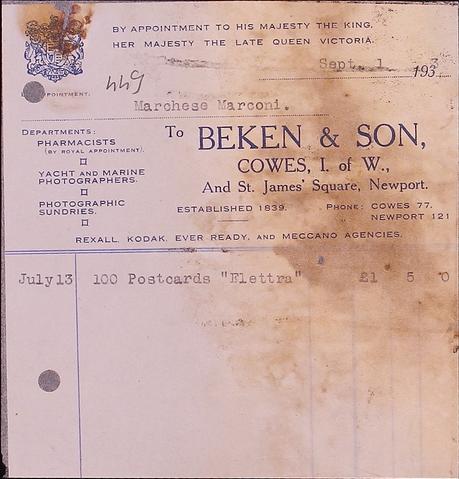 BY APPOINTMENT TO HIS MAJESTY THE KING.
HER MAJESTY THE LATE QUEEN VICTORIA.
Sept. 1 1933
449
POINTMENT.
Marchese Marconi.
DEPARTMENTS:
PHARMACISTS
(BY ROYAL APPOINTMENT).
YACHT AND MARINE
PHOTOGRAPHERS.
PHOTOGRAPHIC
SUNDRIES.
To BEKEN & SON,
COWES, I. of W.,
And St. James' Square, Newport.
ESTABLISHED 1839. PHONE: COWES 77.
NEWPORT 121
REXALL, KODAK, EVER READY, AND MECCANO AGENCIES.
July 13 100 Postcards "Elettra" £1 5 0